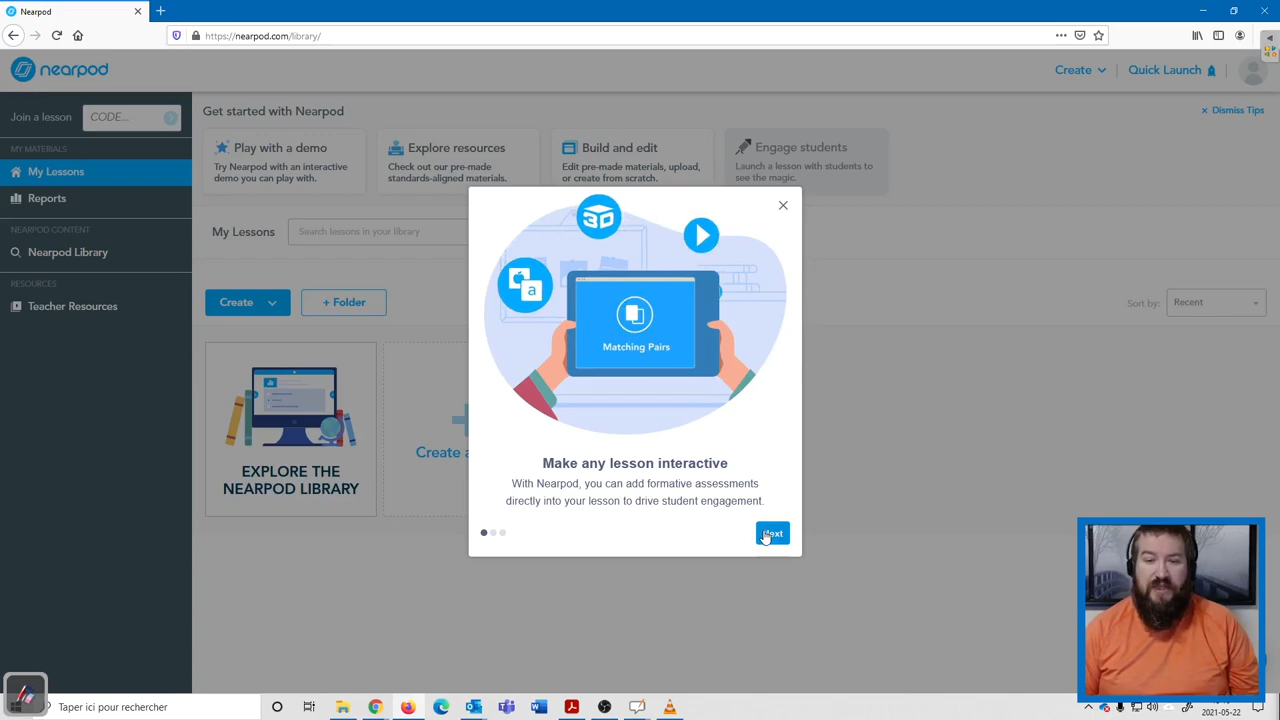 Nearpod
https://nearpod.com/library/
nearpod
Create
Quick Launch
Join a lesson
CODE...
MY MATERIALS
My Lessons
Reports
NEARPOD CONTENT
Nearpod Library
RESOURCES
Teacher Resources
Get started with Nearpod
Dismiss Tips
Play with a demo
Try Nearpod with an interactive
demo you can play with.
Explore resources
Check out our pre-made
standards-aligned materials.
Build and edit
Edit pre-made materials, upload,
or create from scratch.
Engage students
Launch a lesson with students to
see the magic.
My Lessons
Search lessons in your library
Create
+ Folder
Sort by:
Recent
EXPLORE THE
NEARPOD LIBRARY
Create a
3D
a
Matching Pairs
Make any lesson interactive
With Nearpod, you can add formative assessments
directly into your lesson to drive student engagement.
Next
Taper ici pour rechercher
2021-05-22